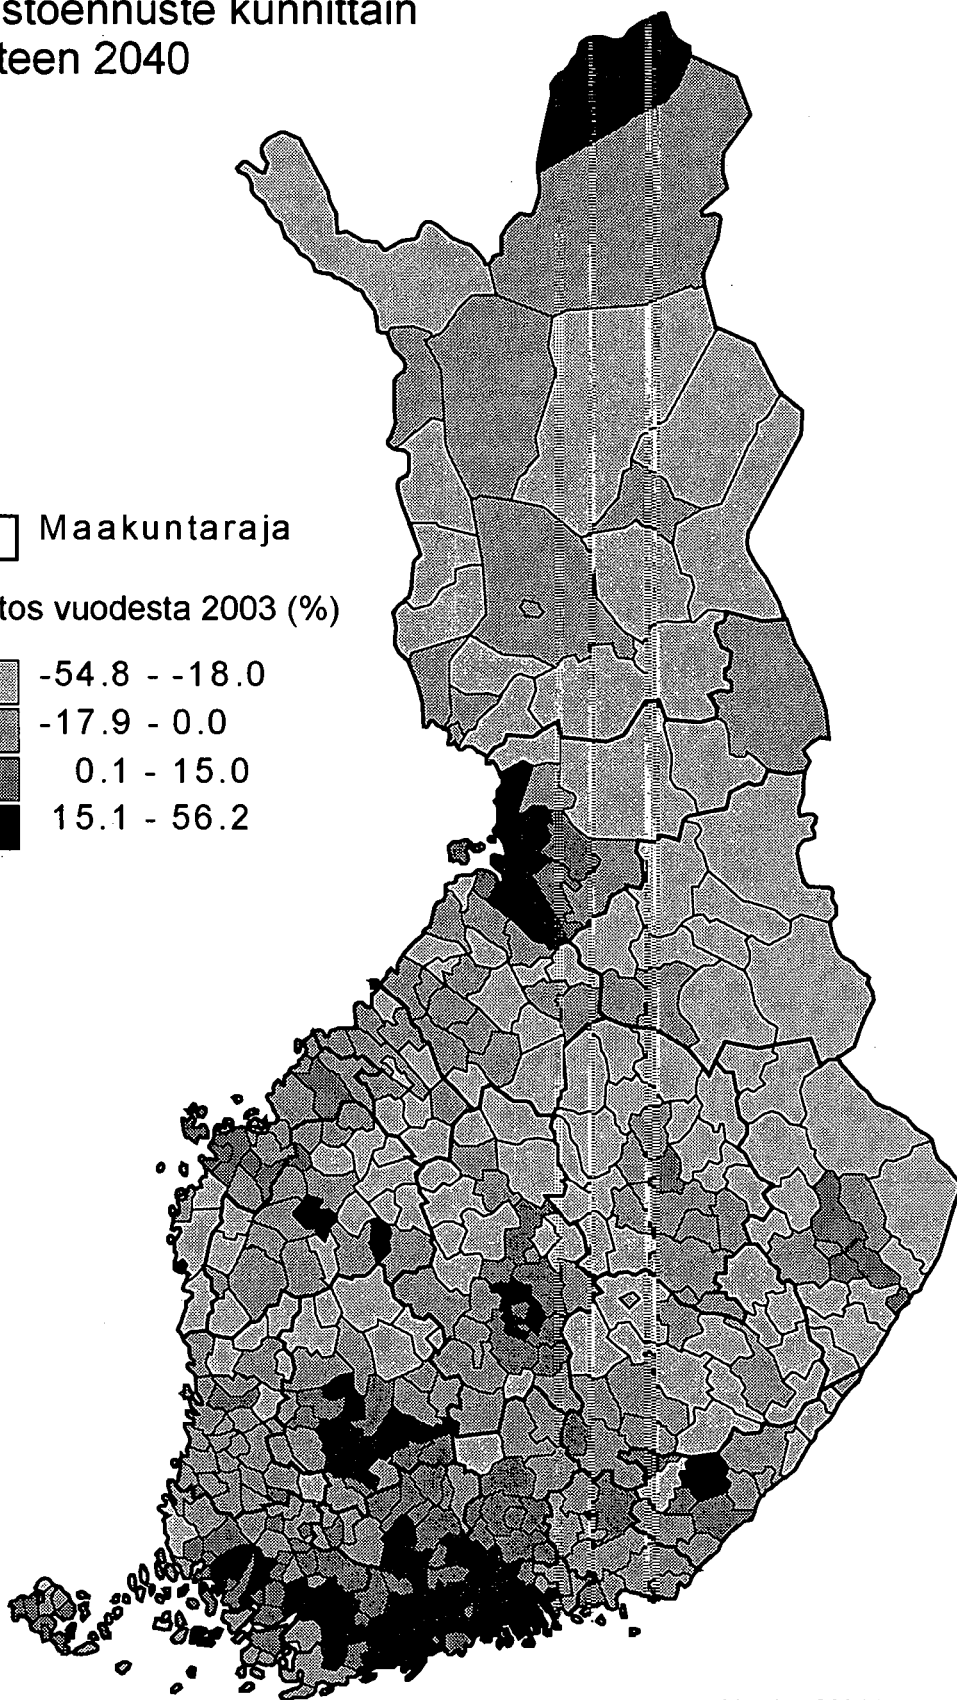 stoennuste kunnittain
teen 2040
Maakuntaraja
tos vuodesta 2003 (%)
-54.8 - -18.0
-17.9 - 0.0
0.1 - 15.0
15.1 - 56.2